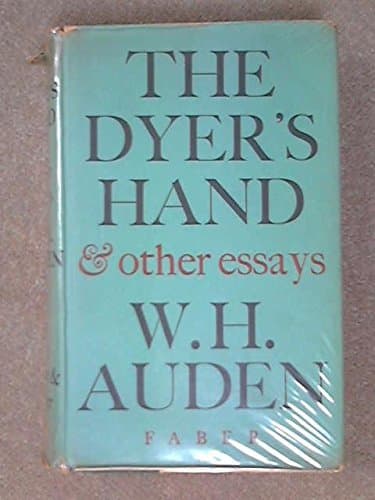 THE
DYER'S
HAND
& other essays
W. H.
AUDEN
FABER